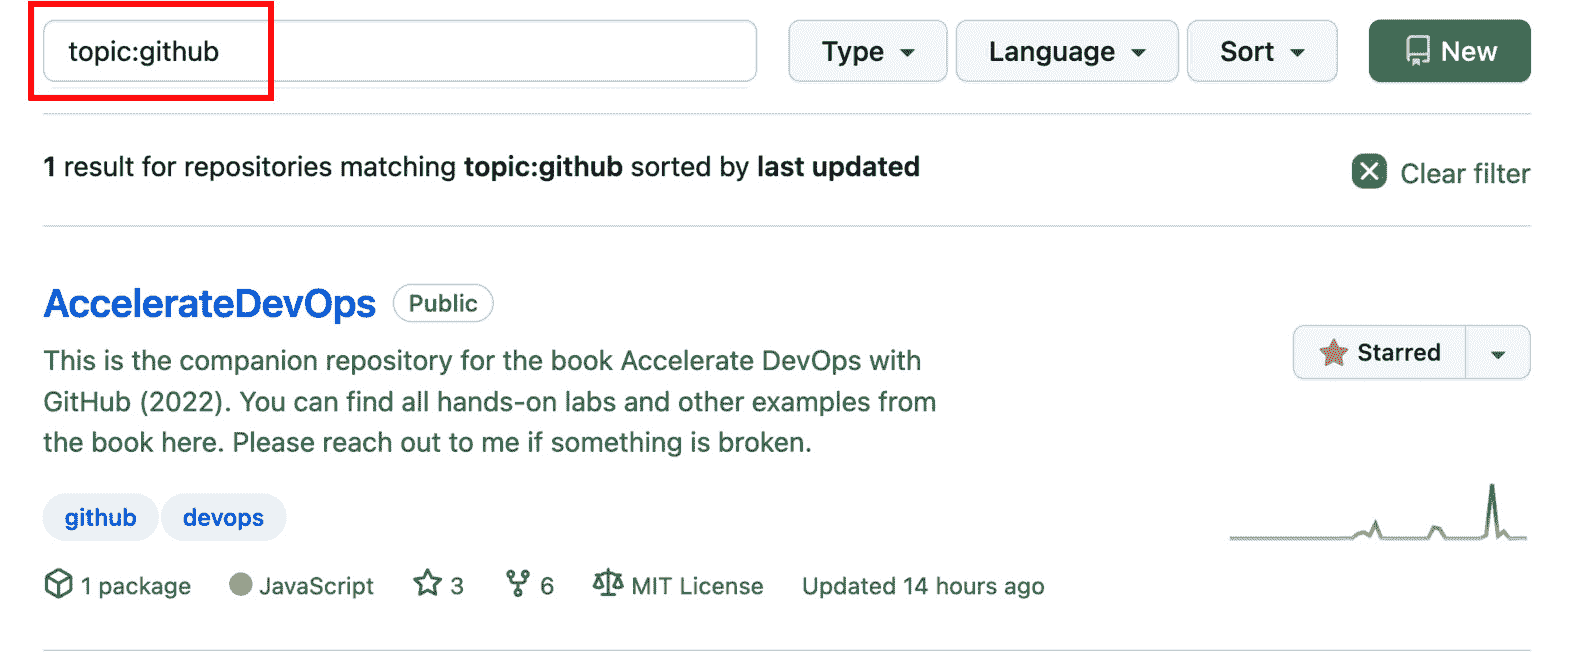 topic:github
Type
Language
Sort
New
1 result for repositories matching topic:github sorted by last updated
Clear filter
AccelerateDevOps
Public
This is the companion repository for the book Accelerate DevOps with
GitHub (2022). You can find all hands-on labs and other examples from
the book here. Please reach out to me if something is broken.
Starred
github devops
1 package JavaScript 3 6 MIT License Updated 14 hours ago